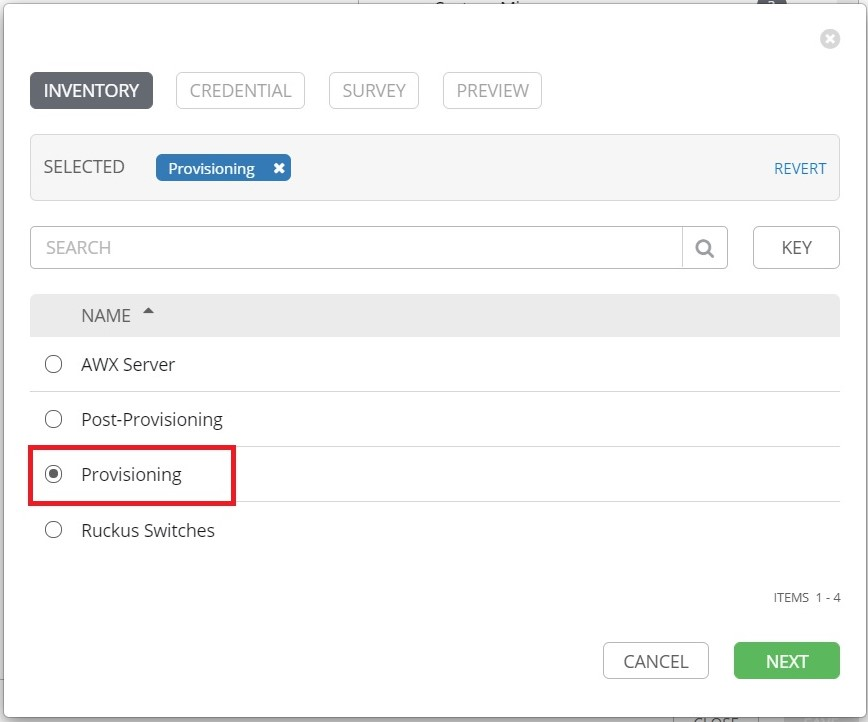 INVENTORY CREDENTIAL SURVEY PREVIEW
SELECTED Provisioning REVERT
SEARCH KEY
NAME
AWX Server
Post-Provisioning
Provisioning
Ruckus Switches
ITEMS 1 - 4
CANCEL NEXT